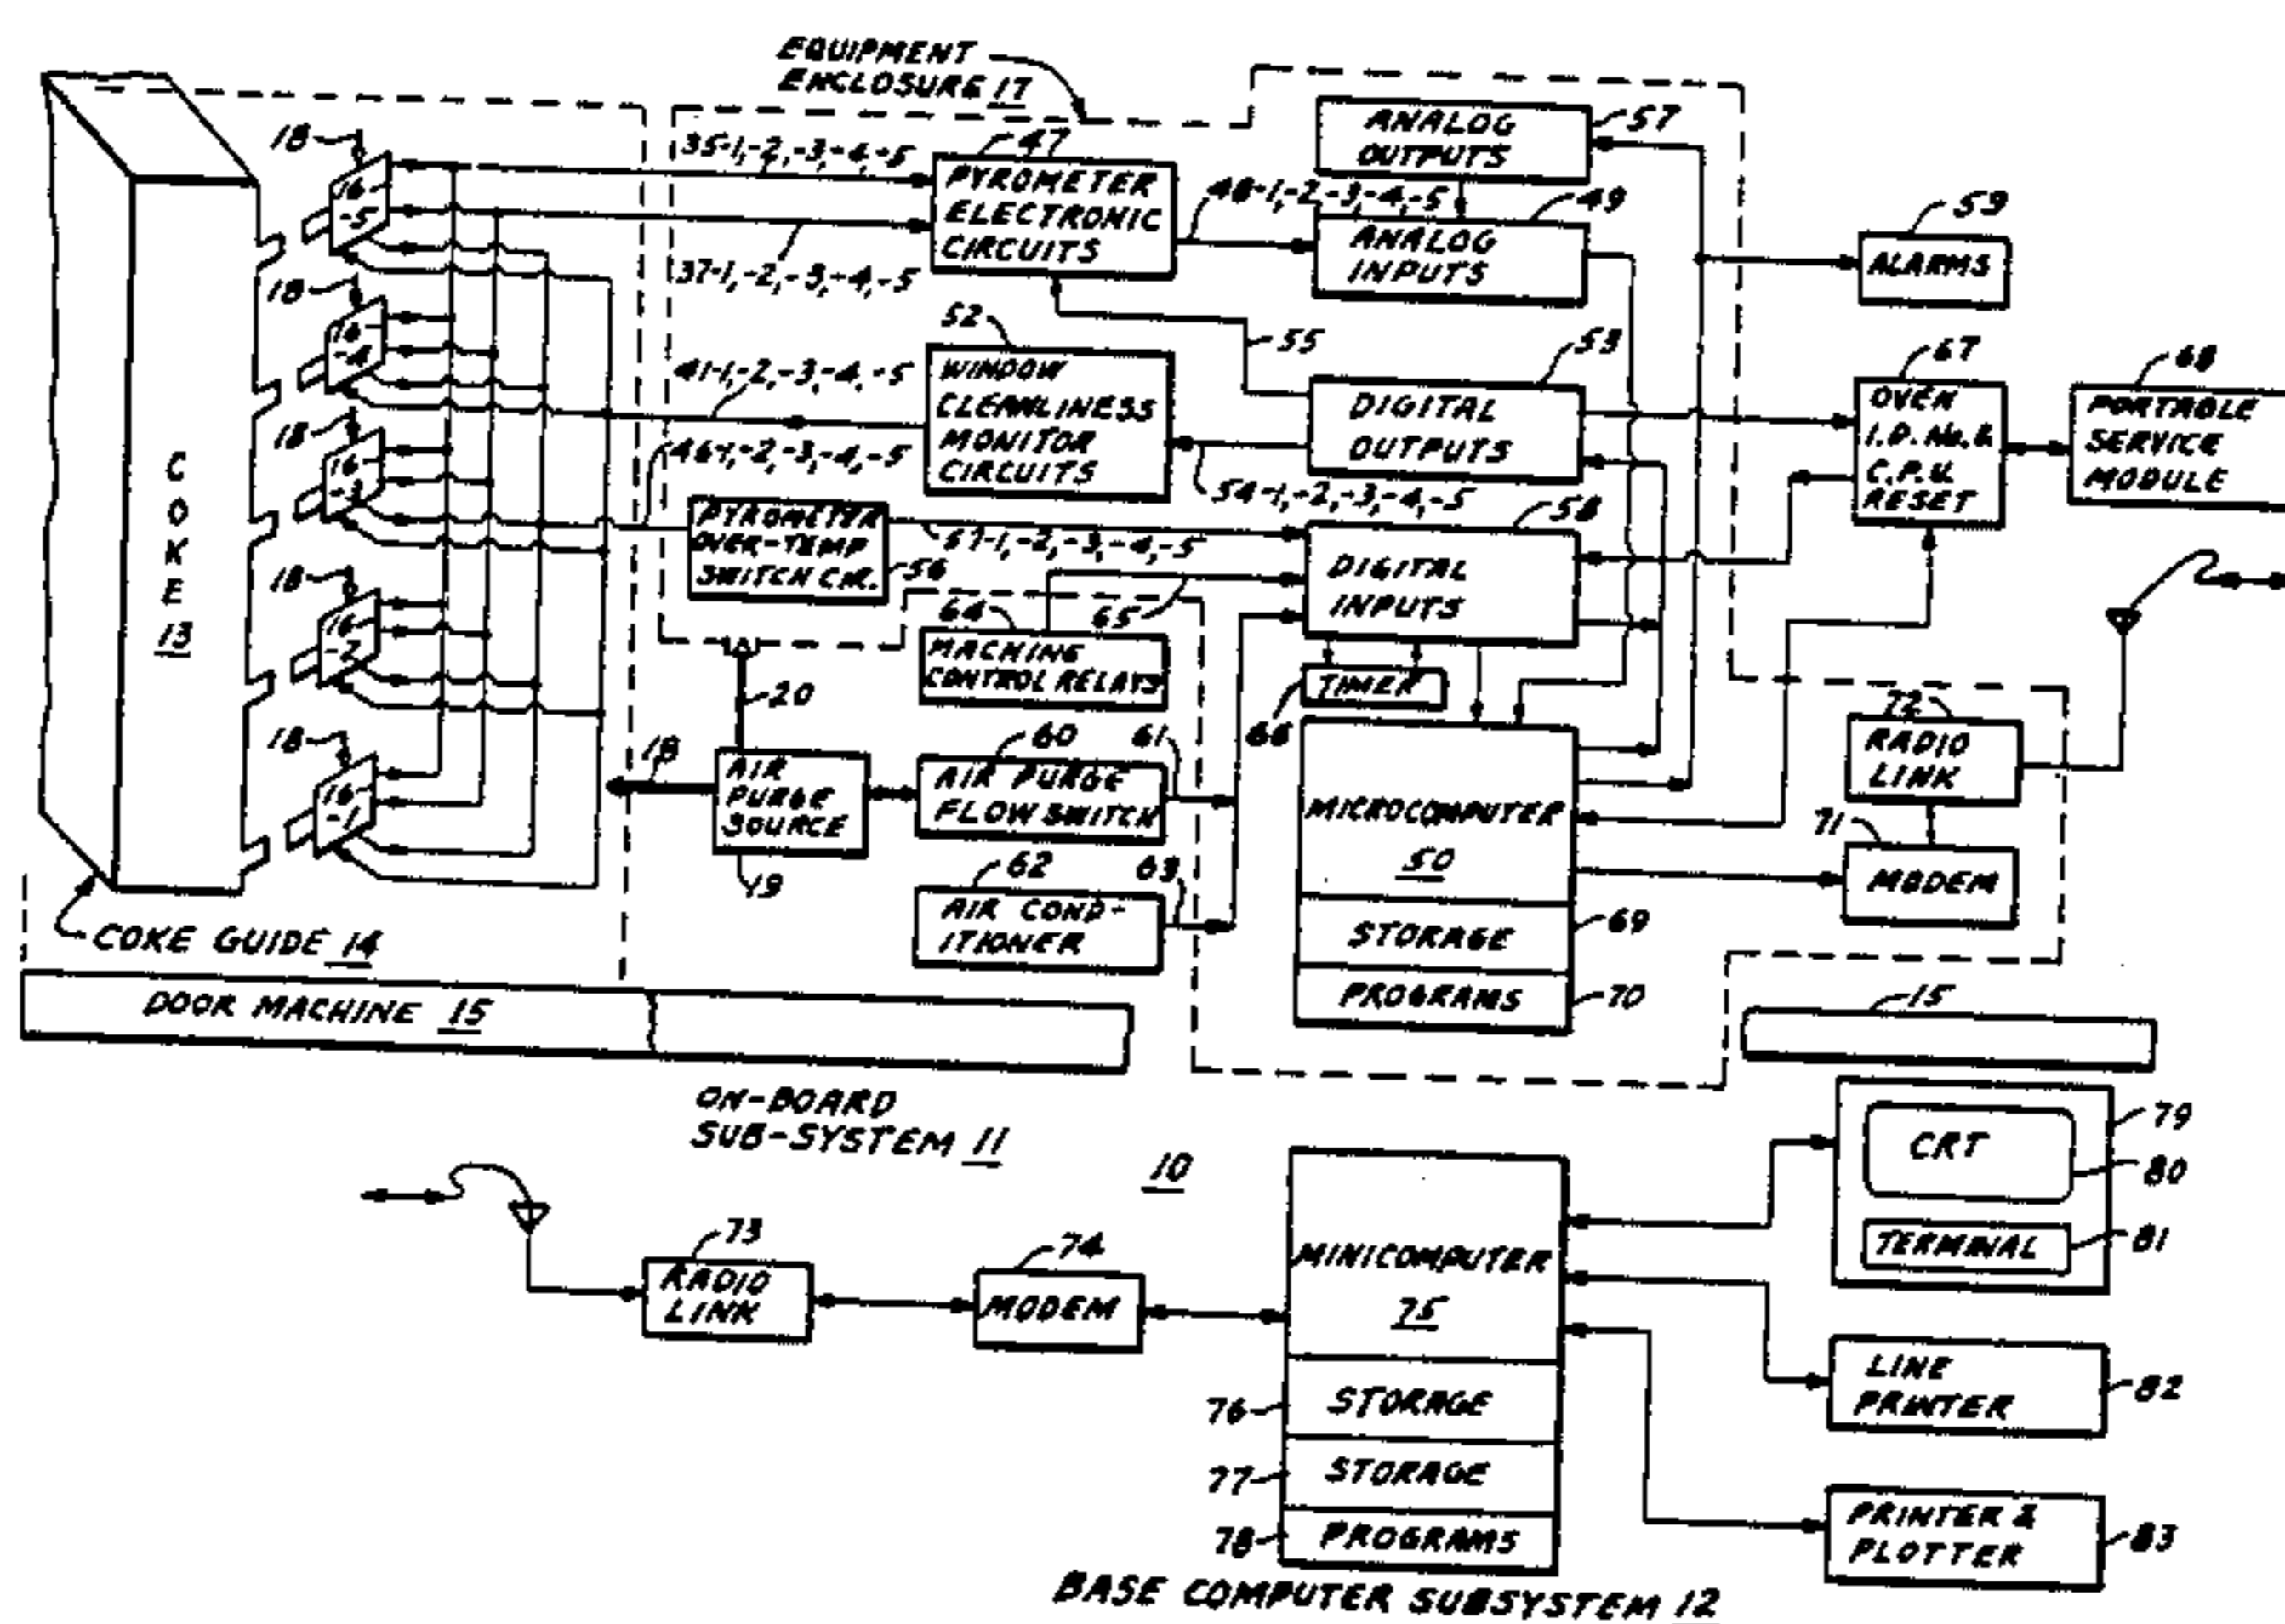 EQUIPMENT
ENCLOSURE 17
35-1,-2,-3,-4,-5
47
PYROMETER
ELECTRONIC
CIRCUITS
37-1,-2,-3,-4,-5
48-1,-2,-3,-4,-5
ANALOG
OUTPUTS
57
ANALOG
INPUTS
49
59
ALARMS
18
16
-5
18
16
-4
18
16
-3
18
16
-2
18
16
-1
COKE
13
52
WINDOW
CLEANLINESS
MONITOR
CIRCUITS
41-1,-2,-3,-4,-5
46-1,-2,-3,-4,-5
55
53
DIGITAL
OUTPUTS
54-1,-2,-3,-4,-5
67
OVEN
I.D. No. &
C.P.U.
RESET
68
PORTABLE
SERVICE
MODULE
PYROMETER
OVER-TEMP
SWITCH CIR.
56
57-1,-2,-3,-4,-5
58
DIGITAL
INPUTS
64
65
MACHINE
CONTROL RELAYS
66
TIMER
20
18
AIR
PURGE
SOURCE
19
60
AIR PURGE
FLOW SWITCH
61
62
AIR COND-
ITIONER
63
MICROCOMPUTER
50
STORAGE
69
PROGRAMS
70
72
RADIO
LINK
71
MODEM
COKE GUIDE 14
DOOR MACHINE 15
15
ON-BOARD
SUB-SYSTEM 11
10
73
RADIO
LINK
74
MODEM
MINICOMPUTER
75
76
STORAGE
77
STORAGE
78
PROGRAMS
79
CRT
80
TERMINAL
81
LINE
PRINTER
82
PRINTER &
PLOTTER
83
BASE COMPUTER SUBSYSTEM 12